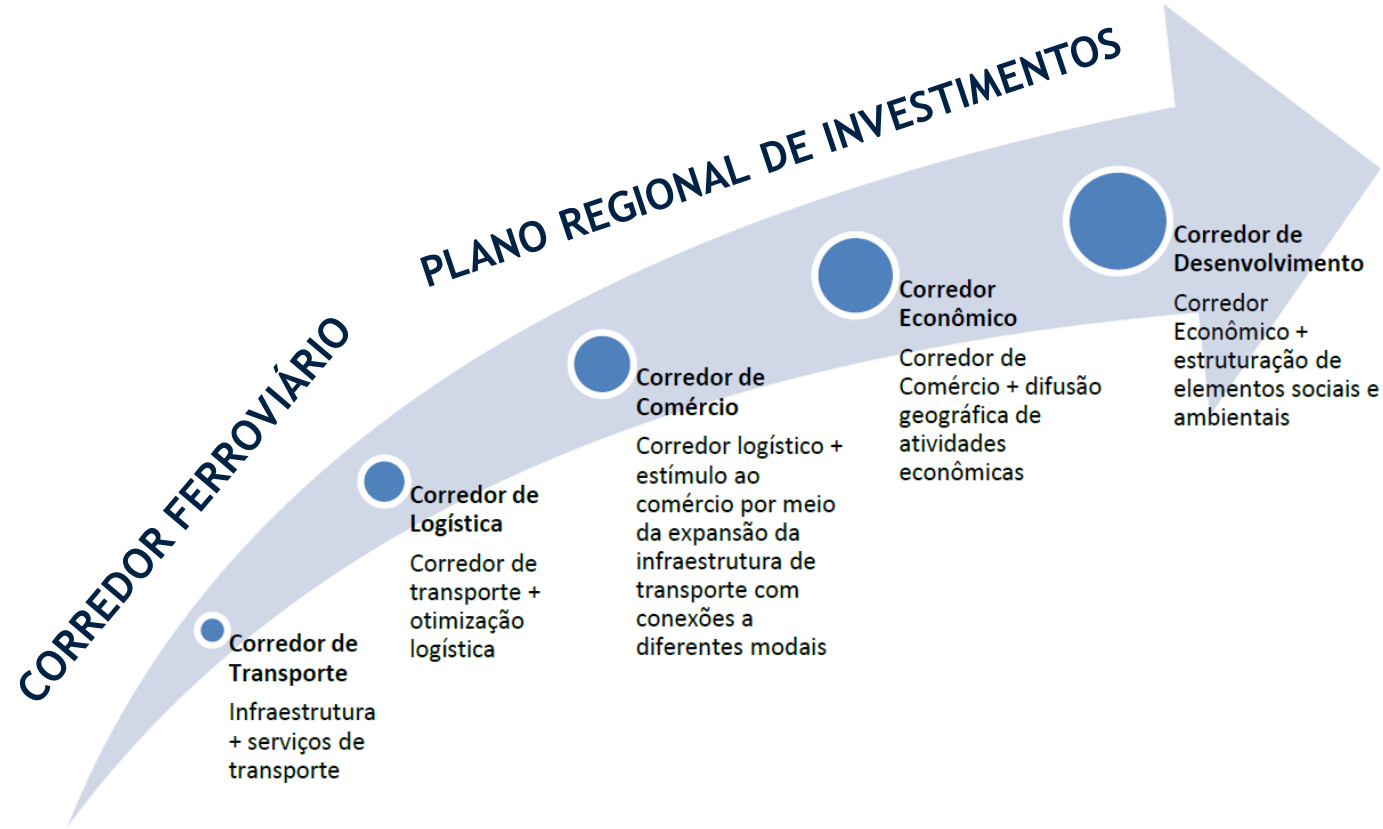 CORREDOR FERROVIÁRIO
PLANO REGIONAL DE INVESTIMENTOS
Corredor de
Transporte
Infraestrutura
+ serviços de
transporte
Corredor de
Logística
Corredor de
transporte +
otimização
logística
Corredor de
Comércio
Corredor logístico +
estímulo ao
comércio por meio
da expansão da
infraestrutura de
transporte com
conexões a
diferentes modais
Corredor
Econômico
Corredor de
Comércio + difusão
geográfica de
atividades
econômicas
Corredor de
Desenvolvimento
Corredor
Econômico +
estruturação de
elementos sociais e
ambientais